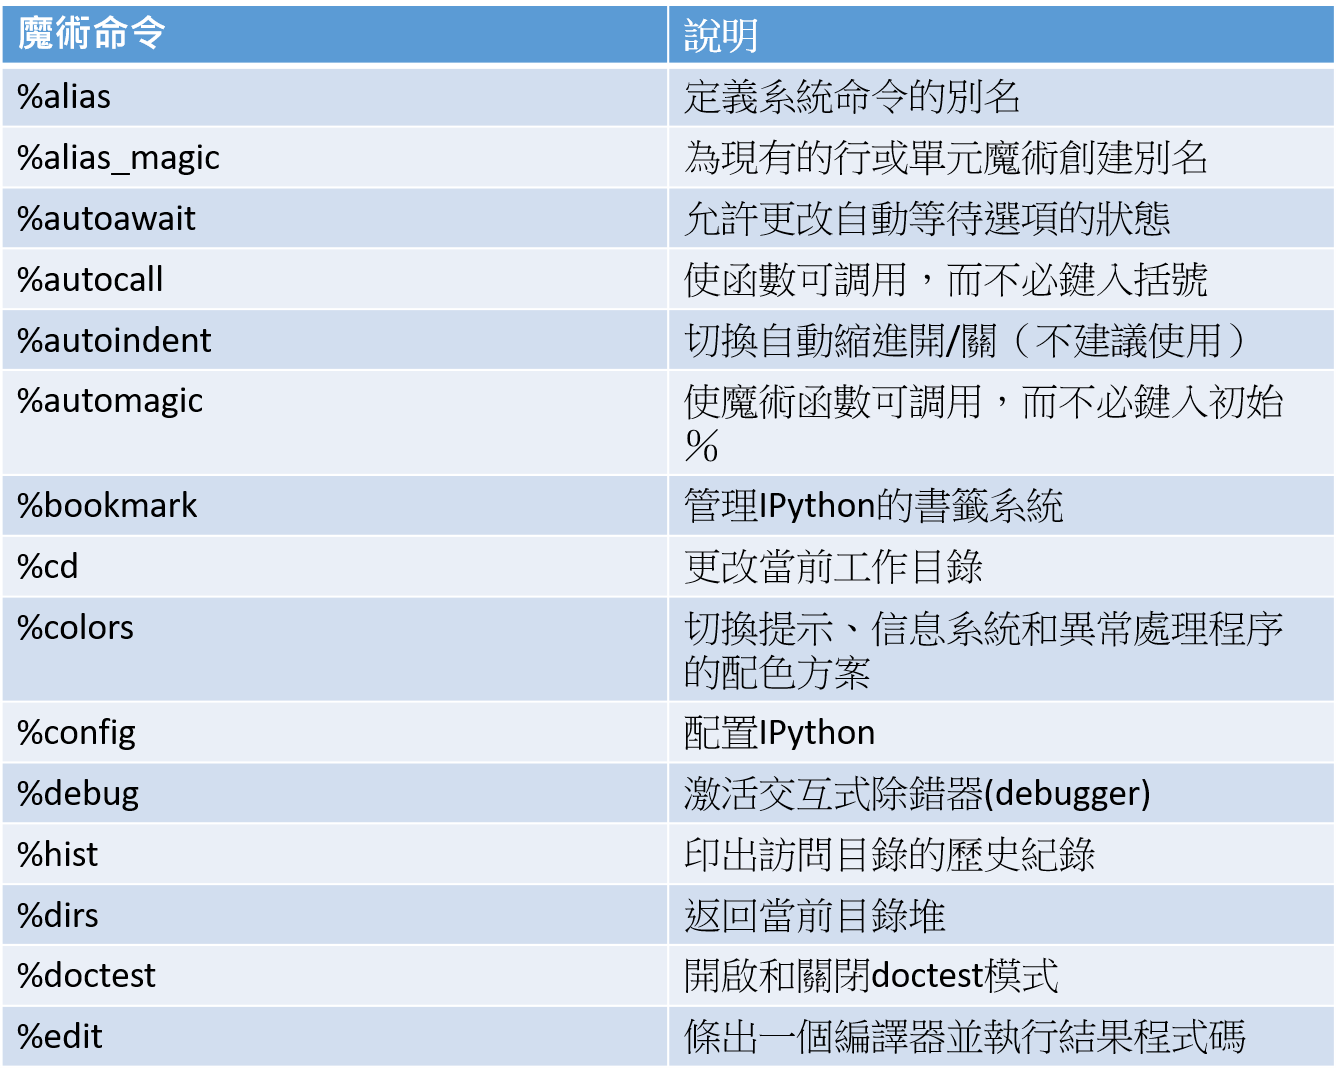 魔術命令 說明
%alias 定義系統命令的別名
%alias_magic 為現有的行或單元魔術創建別名
%autoawait 允許更改自動等待選項的狀態
%autocall 使函數可調用，而不必鍵入括號
%autoindent 切換自動縮進開/關（不建議使用）
%automagic 使魔術函數可調用，而不必鍵入初始
％
%bookmark 管理IPython的書籤系統
%cd 更改當前工作目錄
%colors 切換提示、信息系統和異常處理程序
的配色方案
%config 配置IPython
%debug 激活交互式除錯器(debugger)
%hist 印出訪問目錄的歷史紀錄
%dirs 返回當前目錄堆
%doctest 開啟和關閉doctest模式
%edit 條出一個編譯器並執行結果程式碼